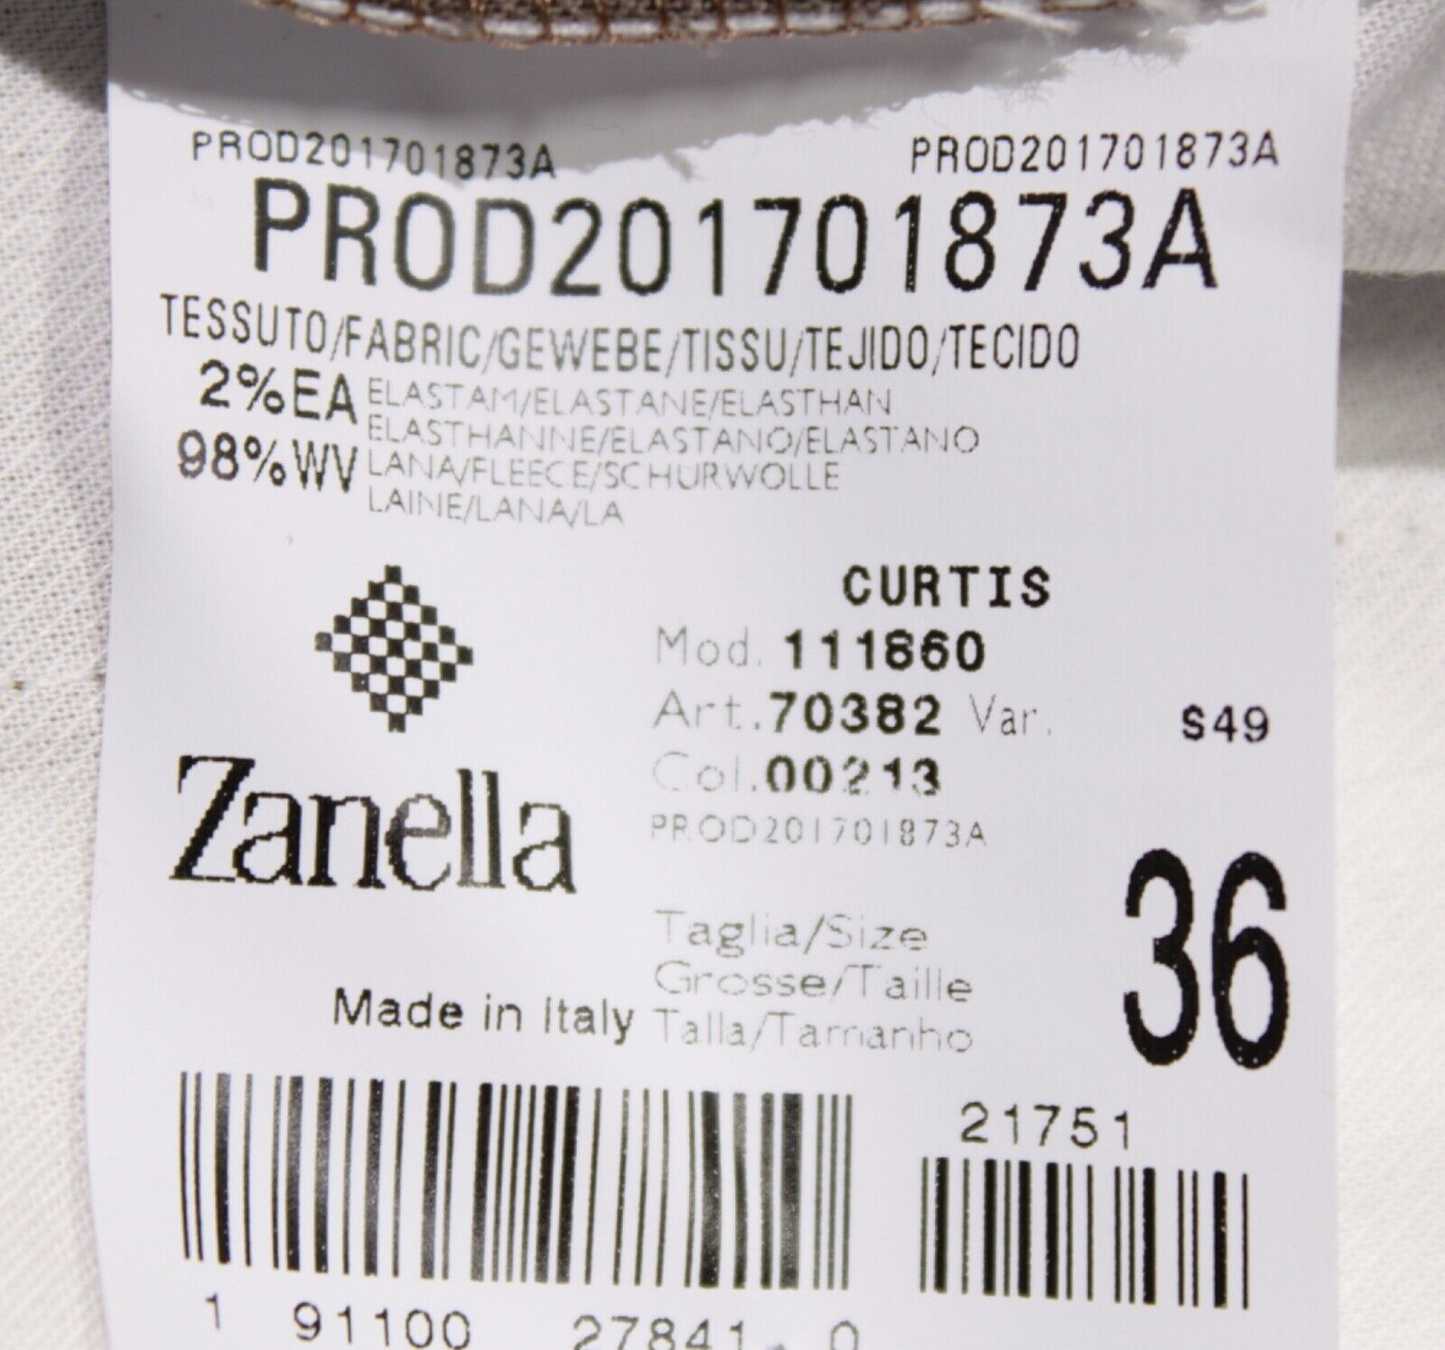 PROD201701873A PROD201701873A
PROD201701873A
TESSUTO/FABRIC/GEWEBE/TISSU/TEJIDO/TECIDO
2%EA ELASTAM/ELASTANE/ELASTHAN
ELASTHANNE/ELASTANO/ELASTANO
98%WV LANA/FLEECE/SCHURWOLLE
LAINE/LANA/LA
CURTIS
Mod. 111860
Art. 70382 Var. S49
Col. 00213
PROD201701873A
Zanella
36
Taglia/Size
Grosse/Taille
Made in Italy Talla/Tamanho
21751
1 91100 27841 0